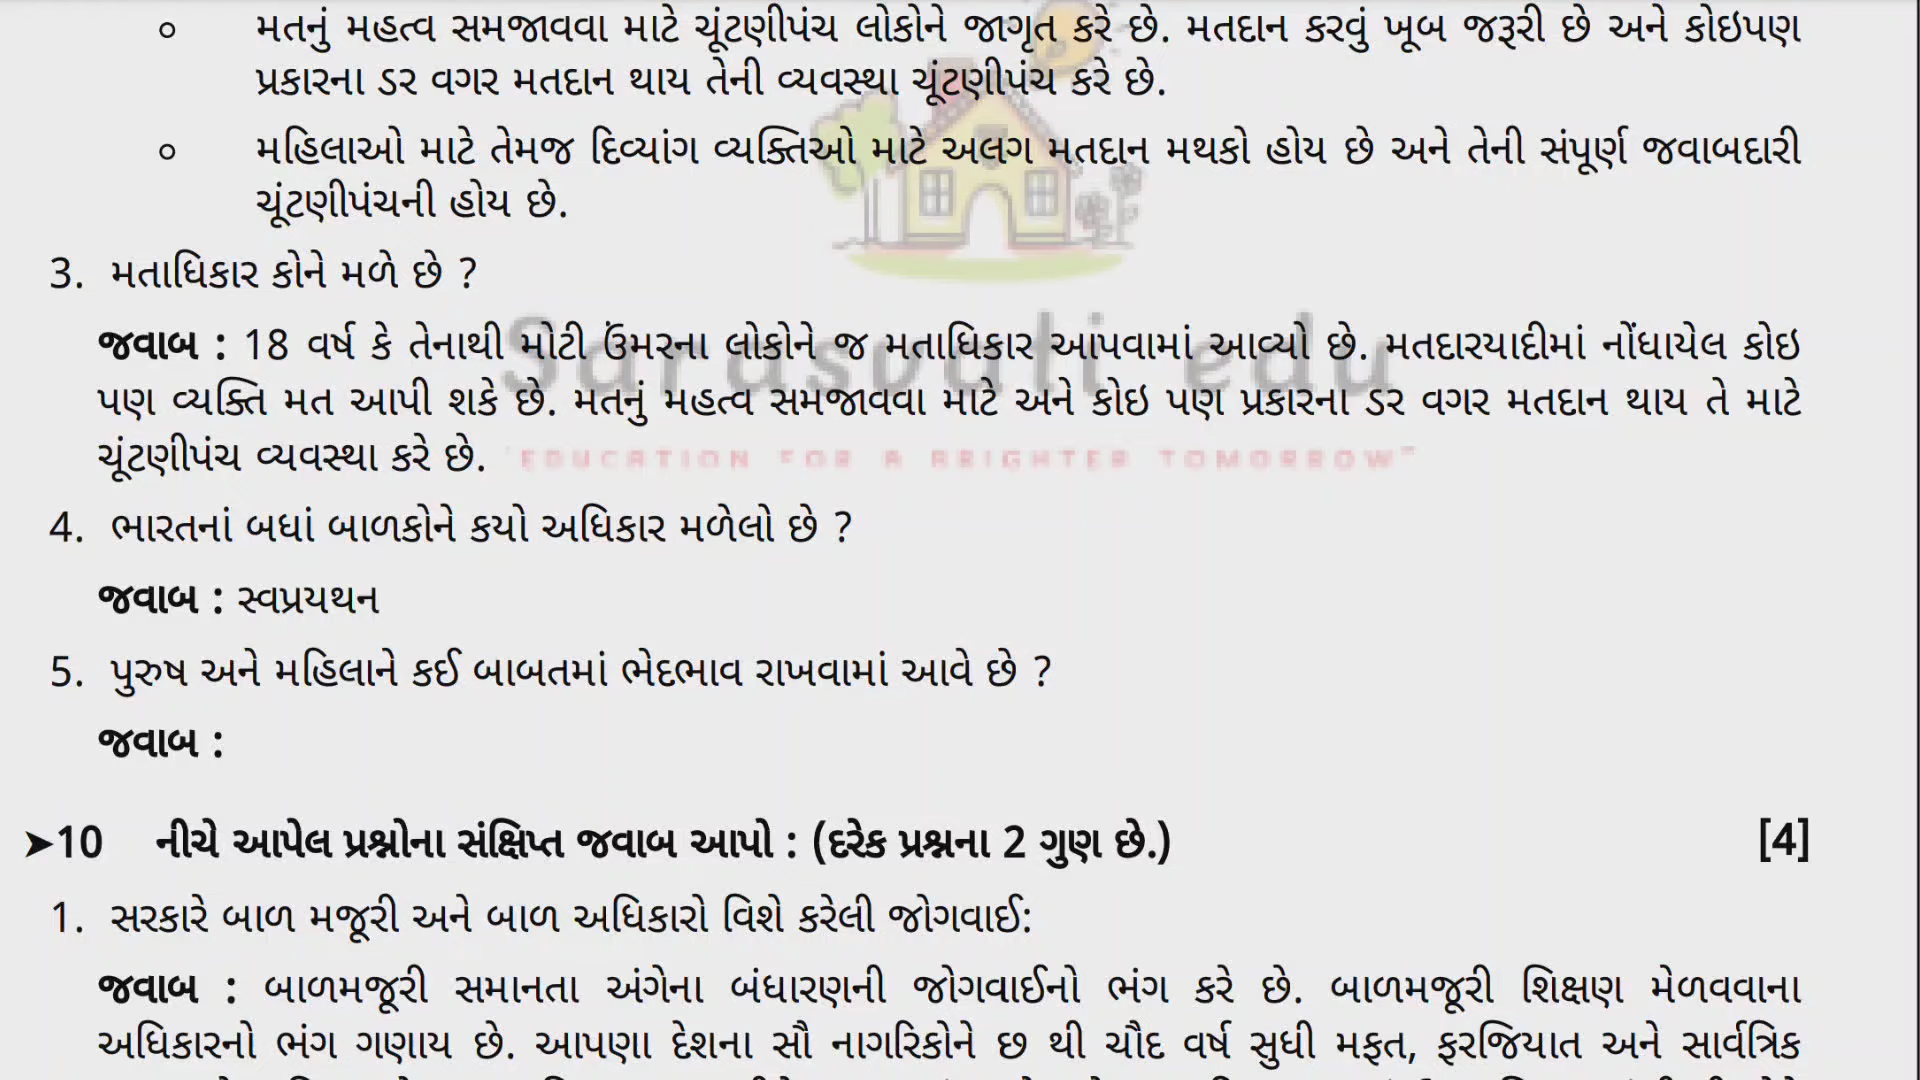 ○ મતનું મહત્વ સમજાવવા માટે ચૂંટણીપંચ લોકોને જાગૃત કરે છે. મતદાન કરવું ખૂબ જરૂરી છે અને કોઇપણ
પ્રકારના ડર વગર મતદાન થાય તેની વ્યવસ્થા ચૂંટણીપંચ કરે છે.
○ મહિલાઓ માટે તેમજ દિવ્યાંગ વ્યક્તિઓ માટે અલગ મતદાન મથકો હોય છે અને તેની સંપૂર્ણ જવાબદારી
ચૂંટણીપંચની હોય છે.
3. મતાધિકાર કોને મળે છે ?
Sarasvati edu
જવાબ : 18 વર્ષ કે તેનાથી મોટી ઉંમરના લોકોને જ મતાધિકાર આપવામાં આવ્યો છે. મતદારયાદીમાં નોંધાયેલ કોઇ
પણ વ્યક્તિ મત આપી શકે છે. મતનું મહત્વ સમજાવવા માટે અને કોઇ પણ પ્રકારના ડર વગર મતદાન થાય તે માટે
ચૂંટણીપંચ વ્યવસ્થા કરે છે.
"EDUCATION FOR A BRIGHTER TOMORROW"
4. ભારતનાં બધાં બાળકોને કયો અધિકાર મળેલો છે ?
જવાબ : સ્વપ્રયથન
5. પુરુષ અને મહિલાને કઈ બાબતમાં ભેદભાવ રાખવામાં આવે છે ?
જવાબ :
➤10 નીચે આપેલ પ્રશ્નોના સંક્ષિપ્ત જવાબ આપો : (દરેક પ્રશ્નના 2 ગુણ છે.) [4]
1. સરકારે બાળ મજૂરી અને બાળ અધિકારો વિશે કરેલી જોગવાઈ:
જવાબ : બાળમજૂરી સમાનતા અંગેના બંધારણની જોગવાઈનો ભંગ કરે છે. બાળમજૂરી શિક્ષણ મેળવવાના
અધિકારનો ભંગ ગણાય છે. આપણા દેશના સૌ નાગરિકોને છ થી ચૌદ વર્ષ સુધી મફત, ફરજિયાત અને સાર્વત્રિક